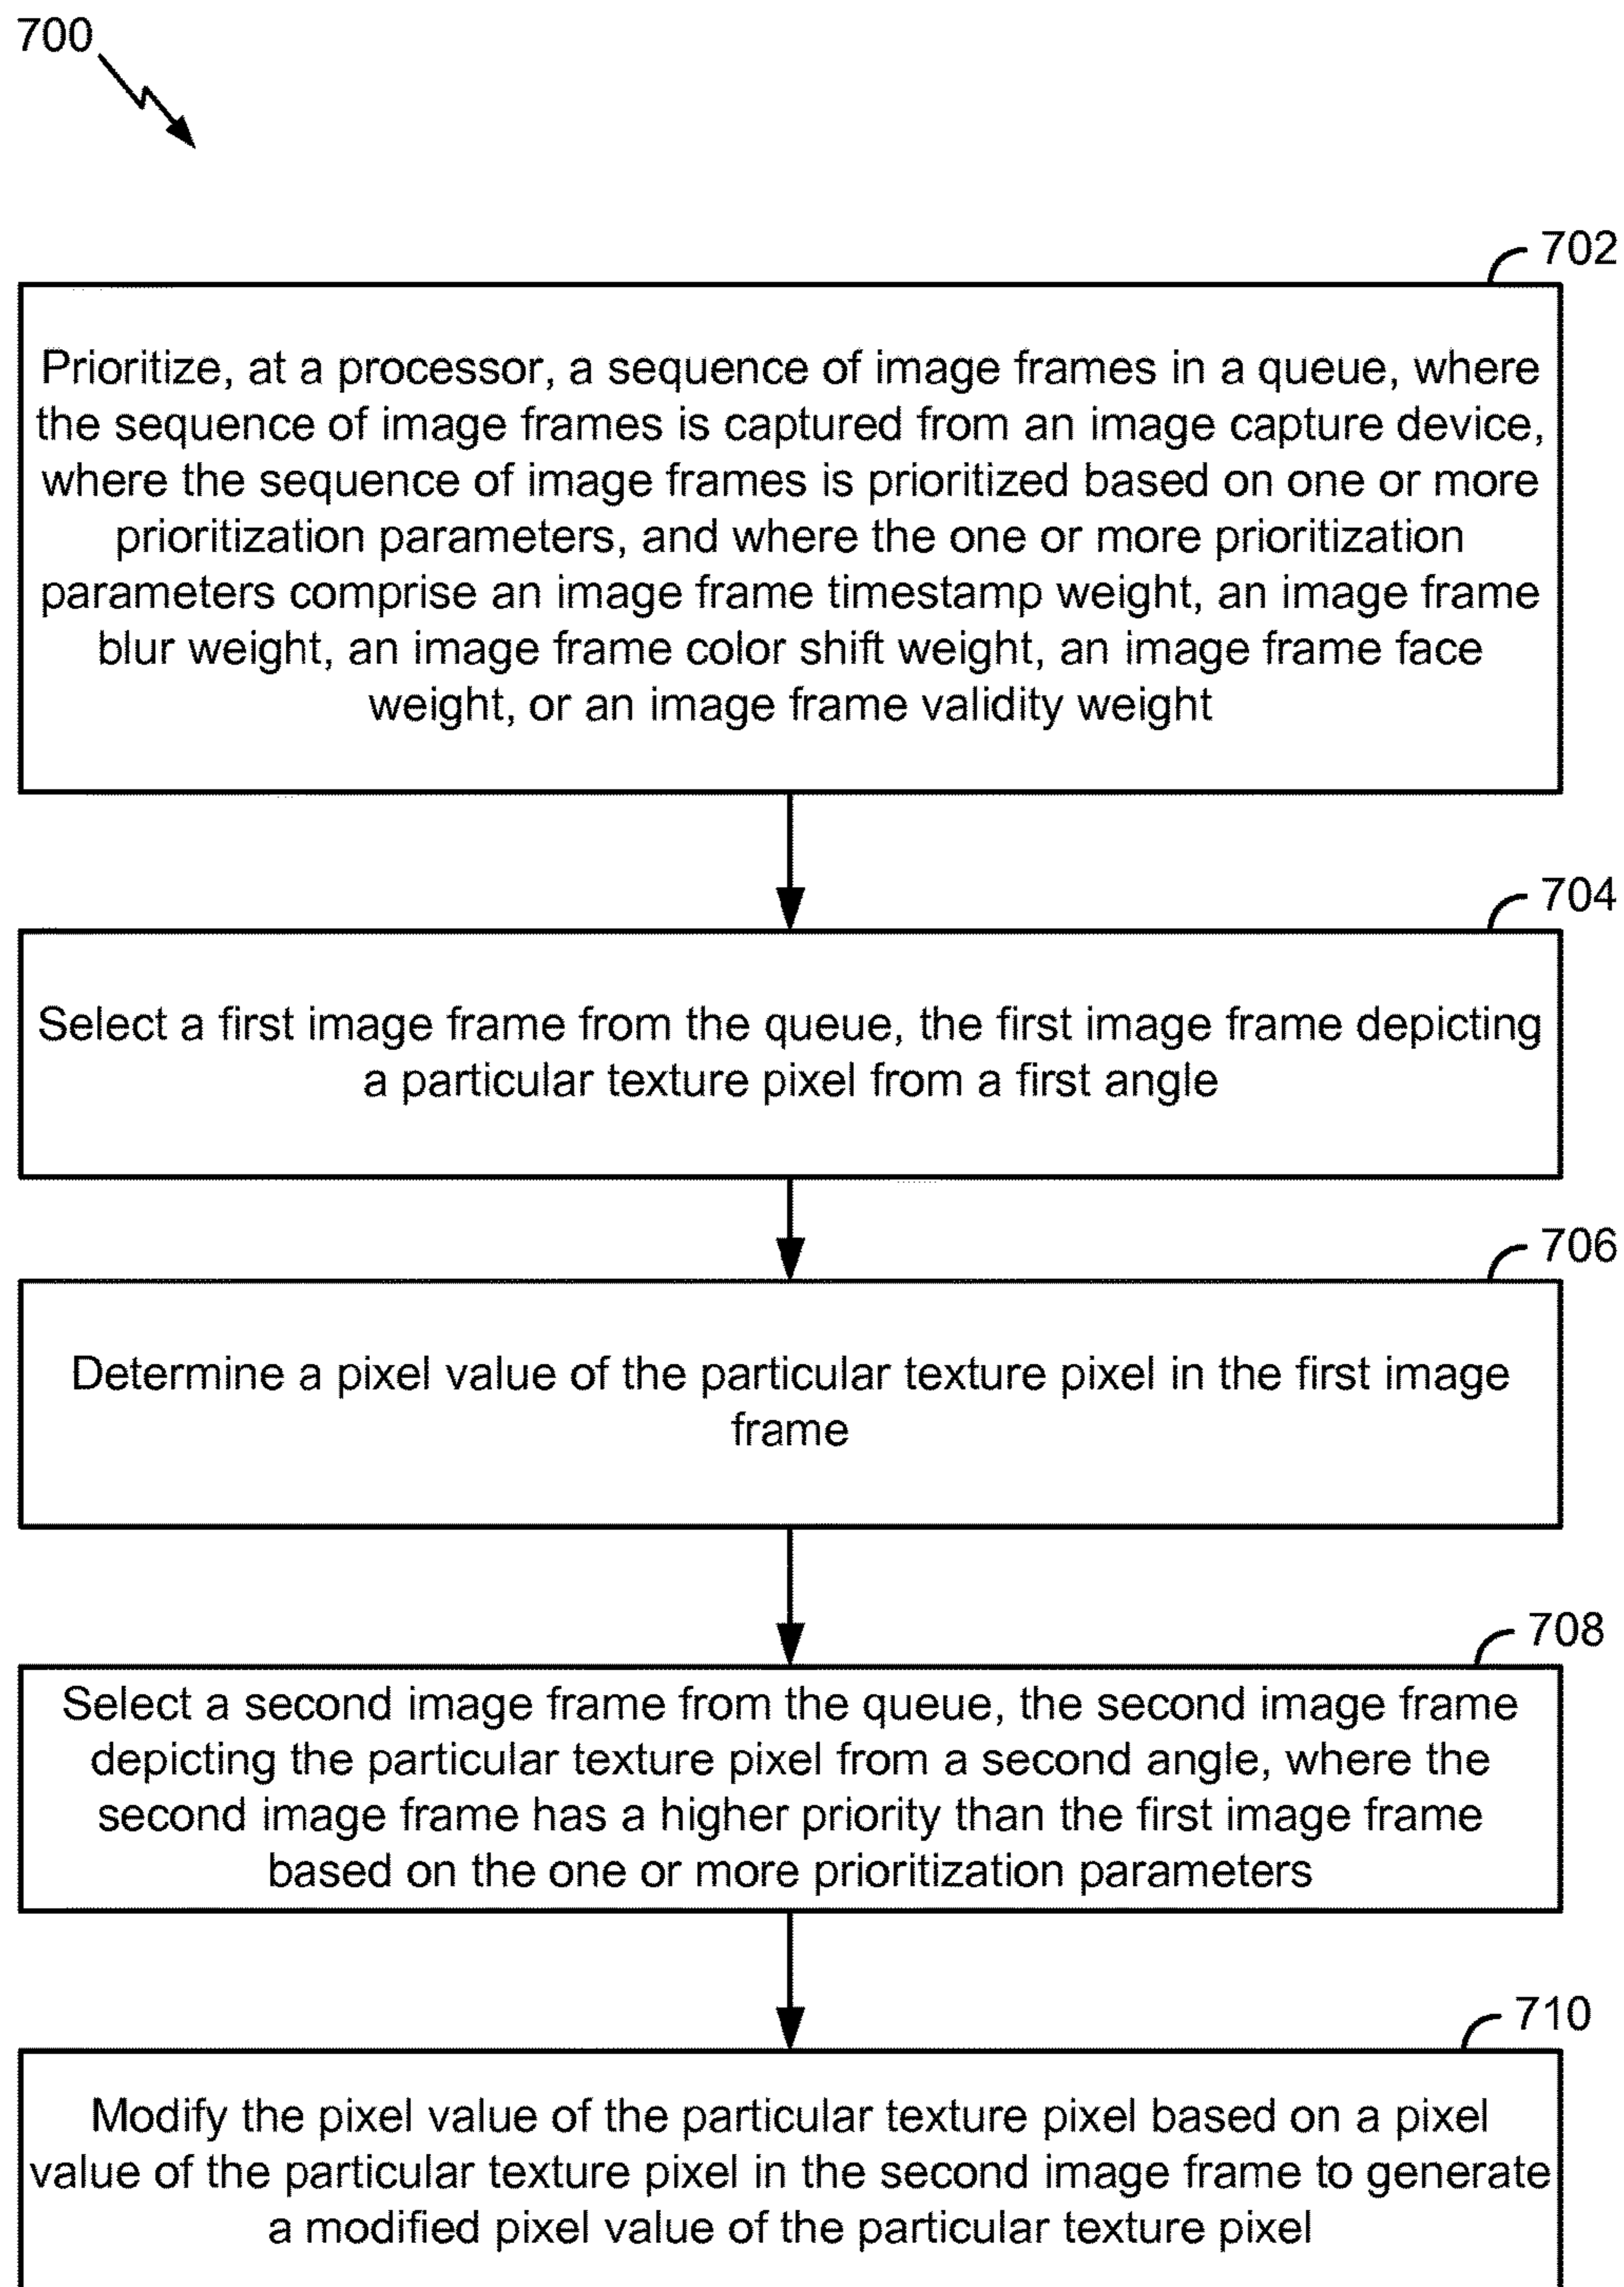 700
702
Prioritize, at a processor, a sequence of image frames in a queue, where
the sequence of image frames is captured from an image capture device,
where the sequence of image frames is prioritized based on one or more
prioritization parameters, and where the one or more prioritization
parameters comprise an image frame timestamp weight, an image frame
blur weight, an image frame color shift weight, an image frame face
weight, or an image frame validity weight
704
Select a first image frame from the queue, the first image frame depicting
a particular texture pixel from a first angle
706
Determine a pixel value of the particular texture pixel in the first image
frame
708
Select a second image frame from the queue, the second image frame
depicting the particular texture pixel from a second angle, where the
second image frame has a higher priority than the first image frame
based on the one or more prioritization parameters
710
Modify the pixel value of the particular texture pixel based on a pixel
value of the particular texture pixel in the second image frame to generate
a modified pixel value of the particular texture pixel